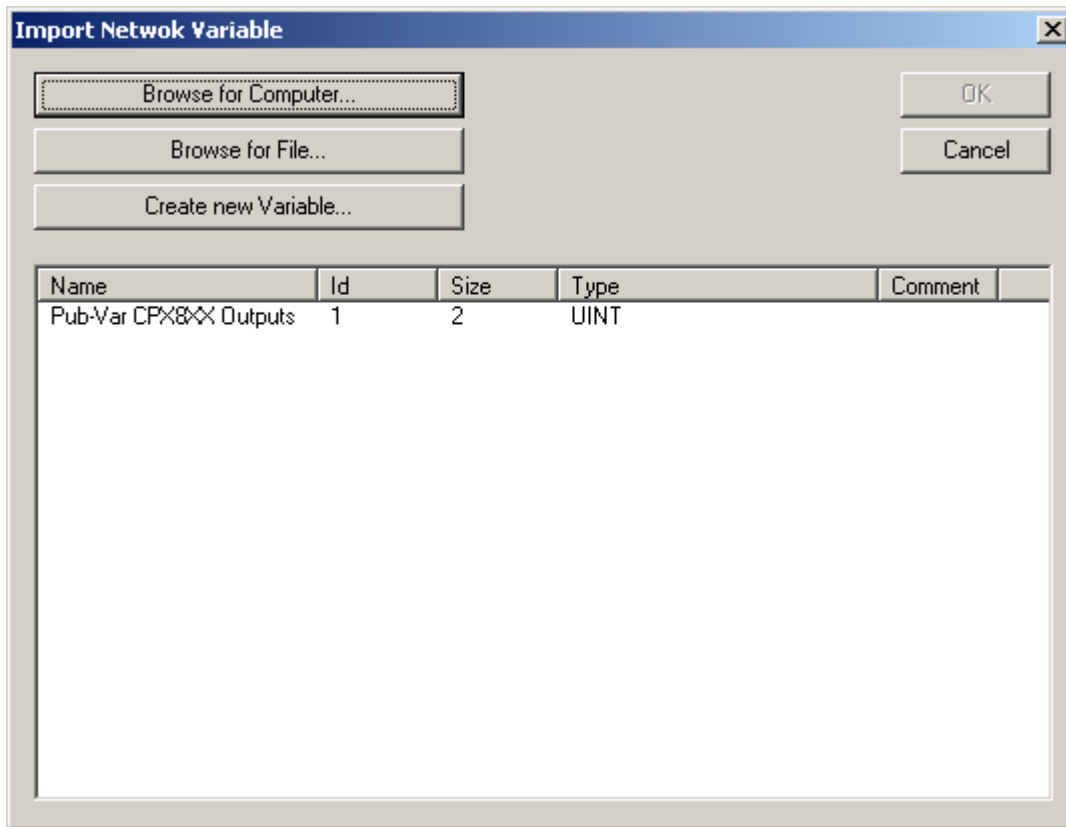 Import Netwok Variable
Browse for Computer...
OK
Browse for File...
Cancel
Create new Variable...
Name Id Size Type Comment
Pub-Var CPX8XX Outputs 1 2 UINT